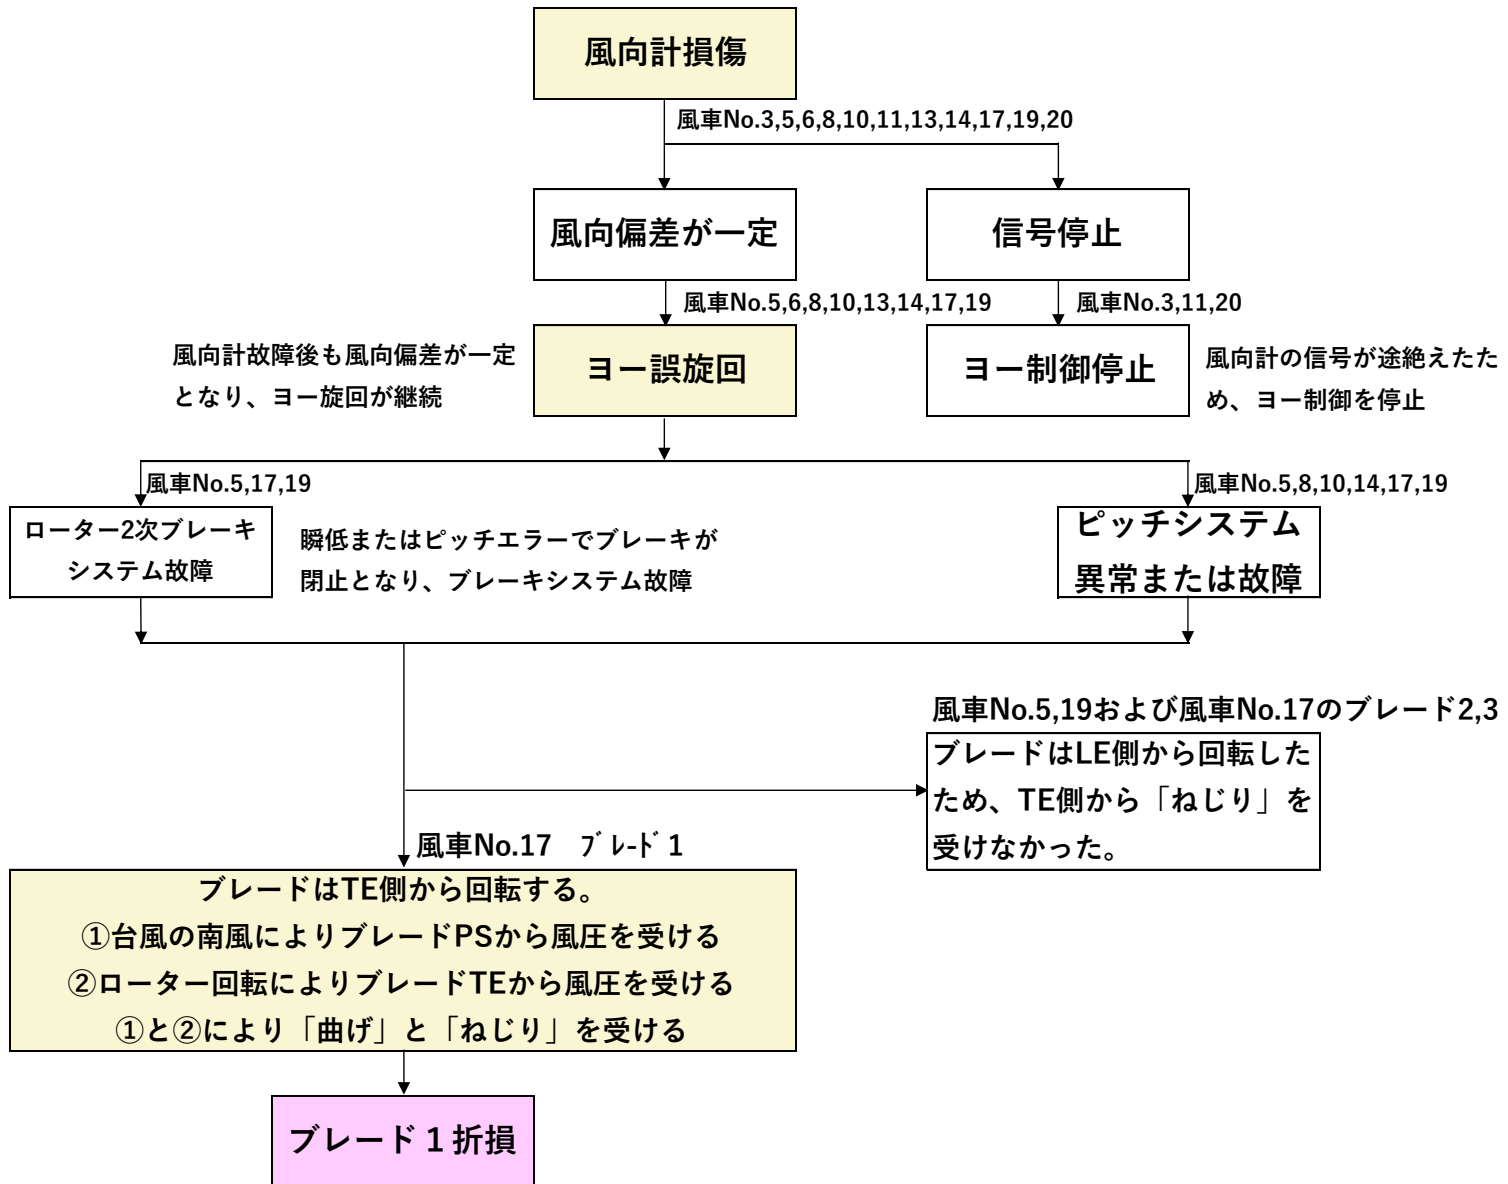 風向計損傷
風車No.3,5,6,8,10,11,13,14,17,19,20
風向偏差が一定
信号停止
風車No.5,6,8,10,13,14,17,19
風車No.3,11,20
風向計故障後も風向偏差が一定
となり、ヨー旋回が継続
ヨー誤旋回
ヨー制御停止
風向計の信号が途絶えたた
め、ヨー制御を停止
風車No.5,17,19
風車No.5,8,10,14,17,19
ローター2次ブレーキ
システム故障
瞬低またはピッチエラーでブレーキが
閉止となり、ブレーキシステム故障
ピッチシステム
異常または故障
風車No.5,19および風車No.17のブレード2,3
ブレードはLE側から回転した
ため、TE側から「ねじり」を
受けなかった。
風車No.17　ﾌﾞﾚｰﾄﾞ1
ブレードはTE側から回転する。
①台風の南風によりブレードPSから風圧を受ける
②ローター回転によりブレードTEから風圧を受ける
①と②により「曲げ」と「ねじり」を受ける
ブレード１折損